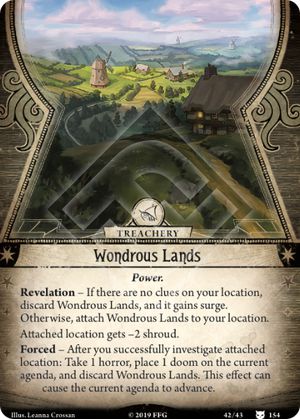 TREACHERY
Wondrous Lands
Power.
Revelation – If there are no clues on your location,
discard Wondrous Lands, and it gains surge.
Otherwise, attach Wondrous Lands to your location.
Attached location gets –2 shroud.
Forced – After you successfully investigate attached
location: Take 1 horror, place 1 doom on the current
agenda, and discard Wondrous Lands. This effect can
cause the current agenda to advance.
Illus. Leanna Crossan © 2019 FFG 42/43 154